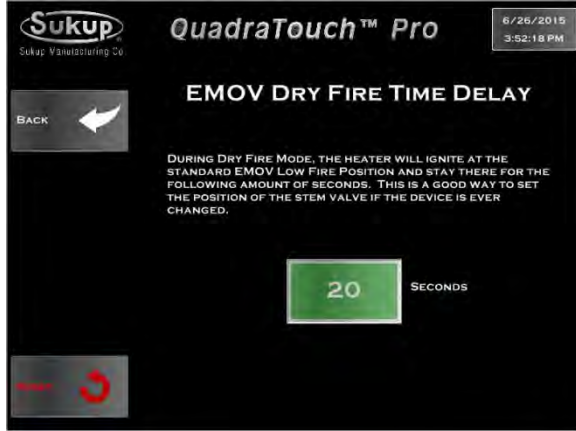 Sukup
Sukup Manufacturing Co.
QuadraTouch™ Pro
6/26/2015
3:52:18 PM
BACK
EMOV DRY FIRE TIME DELAY
DURING DRY FIRE MODE, THE HEATER WILL IGNITE AT THE
STANDARD EMOV LOW FIRE POSITION AND STAY THERE FOR THE
FOLLOWING AMOUNT OF SECONDS. THIS IS A GOOD WAY TO SET
THE POSITION OF THE STEM VALVE IF THE DEVICE IS EVER
CHANGED.
20
SECONDS